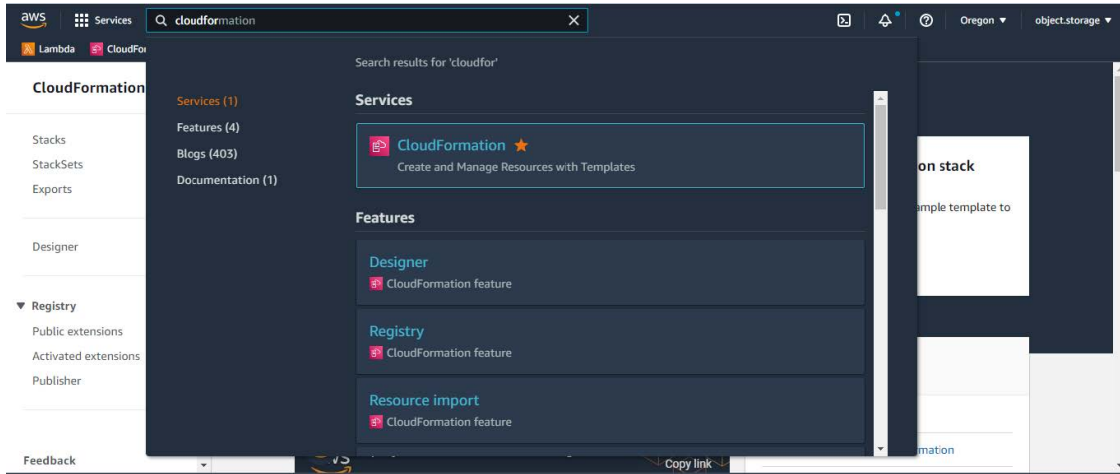 aws
Services
cloudformation
Oregon
object.storage
Lambda
CloudFo
CloudFormation
Stacks
StackSets
Exports
Designer
Registry
Public extensions
Activated extensions
Publisher
Feedback
Search results for 'cloudfor'
Services (1)
Features (4)
Blogs (403)
Documentation (1)
Services
CloudFormation
Create and Manage Resources with Templates
Features
Designer
CloudFormation feature
Registry
CloudFormation feature
Resource import
CloudFormation feature
on stack
ample template to
mation
Copy link